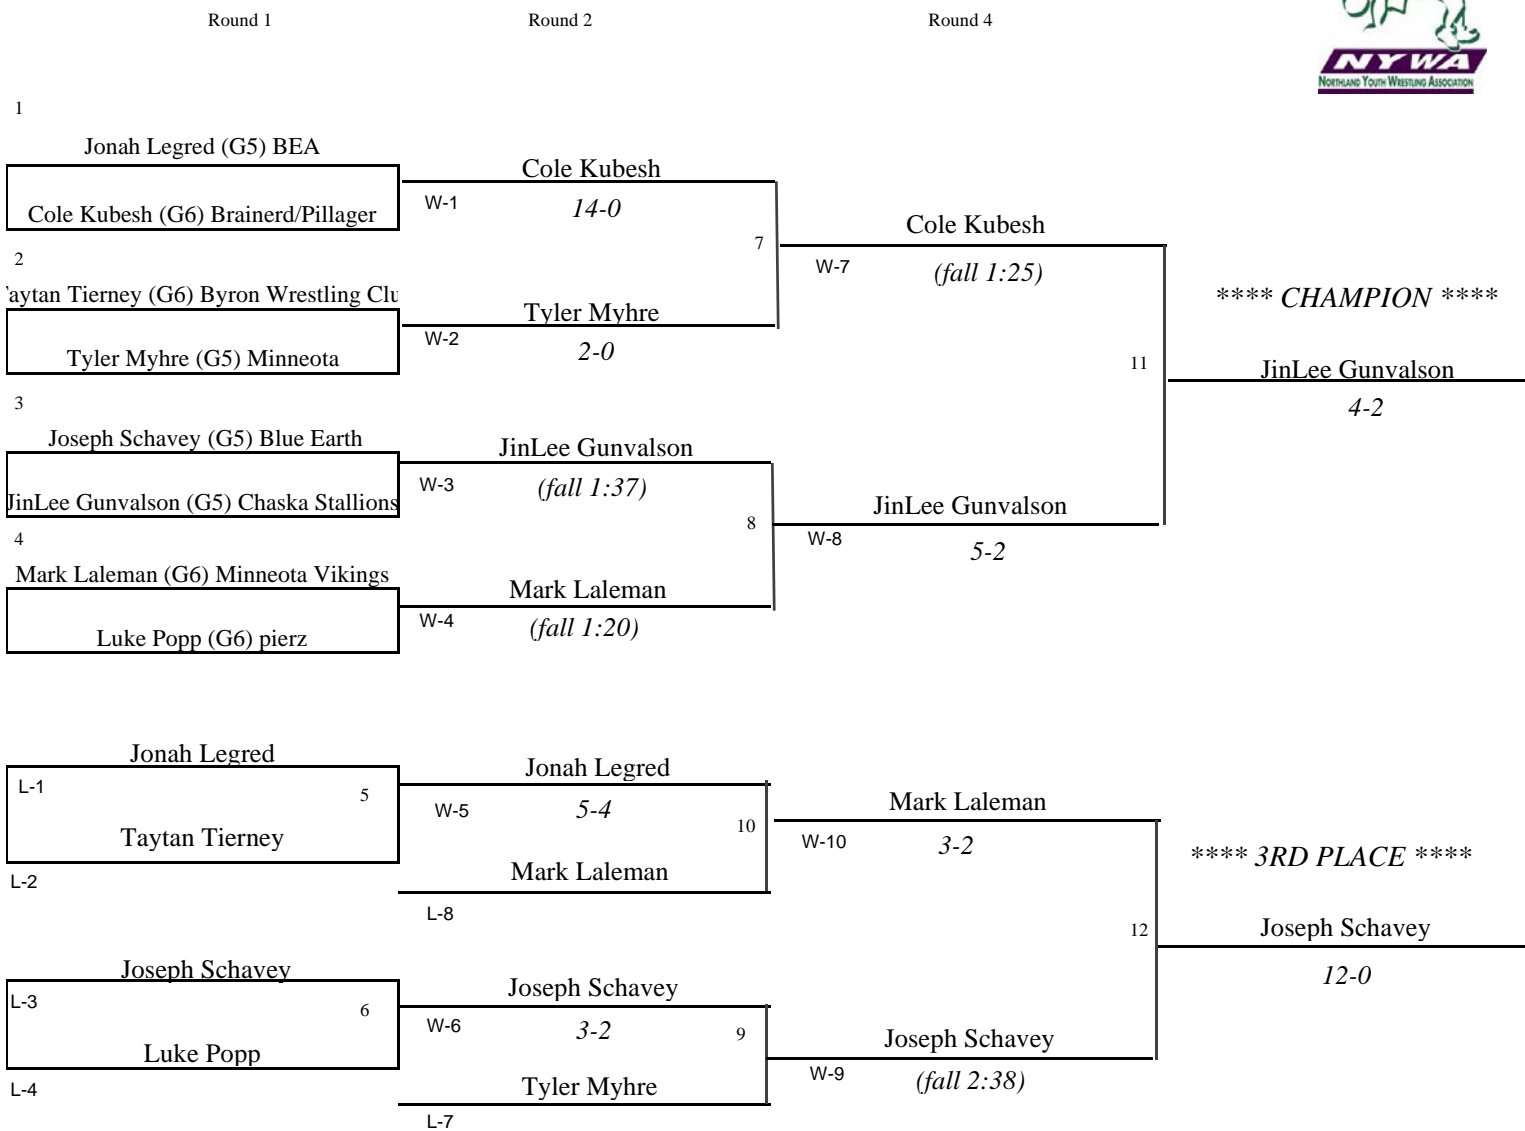 Round 1 Round 2 Round 4
NYWA
NORTHLAND YOUTH WRESTLING ASSOCIATION
1
Jonah Legred (G5) BEA
Cole Kubesh
W-1 14-0
Cole Kubesh (G6) Brainerd/Pillager
7
Cole Kubesh
W-7 (fall 1:25)
2
aytan Tierney (G6) Byron Wrestling Clu
Tyler Myhre
W-2 2-0
Tyler Myhre (G5) Minneota
**** CHAMPION ****
11
JinLee Gunvalson
4-2
3
Joseph Schavey (G5) Blue Earth
JinLee Gunvalson
W-3 (fall 1:37)
JinLee Gunvalson (G5) Chaska Stallions
8
JinLee Gunvalson
W-8 5-2
4
Mark Laleman (G6) Minneota Vikings
Mark Laleman
W-4 (fall 1:20)
Luke Popp (G6) pierz
Jonah Legred
L-1 5
Taytan Tierney
L-2
Jonah Legred
W-5 5-4
10
Mark Laleman
L-8
Mark Laleman
W-10 3-2
**** 3RD PLACE ****
12
Joseph Schavey
12-0
Joseph Schavey
L-3 6
Luke Popp
L-4
Joseph Schavey
W-6 3-2
9
Tyler Myhre
L-7
Joseph Schavey
W-9 (fall 2:38)